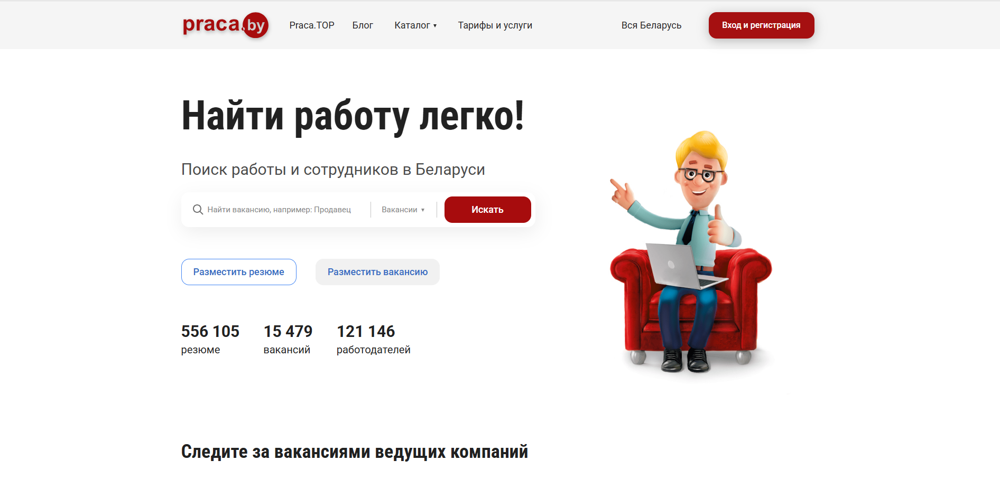 praca.by
Praca.TOP Блог Каталог ▾ Тарифы и услуги Вся Беларусь Вход и регистрация
Найти работу легко!
Поиск работы и сотрудников в Беларуси
Найти вакансию, например: Продавец Вакансии ▾ Искать
Разместить резюме Разместить вакансию
556 105 15 479 121 146
резюме вакансий работодателей
Следите за вакансиями ведущих компаний